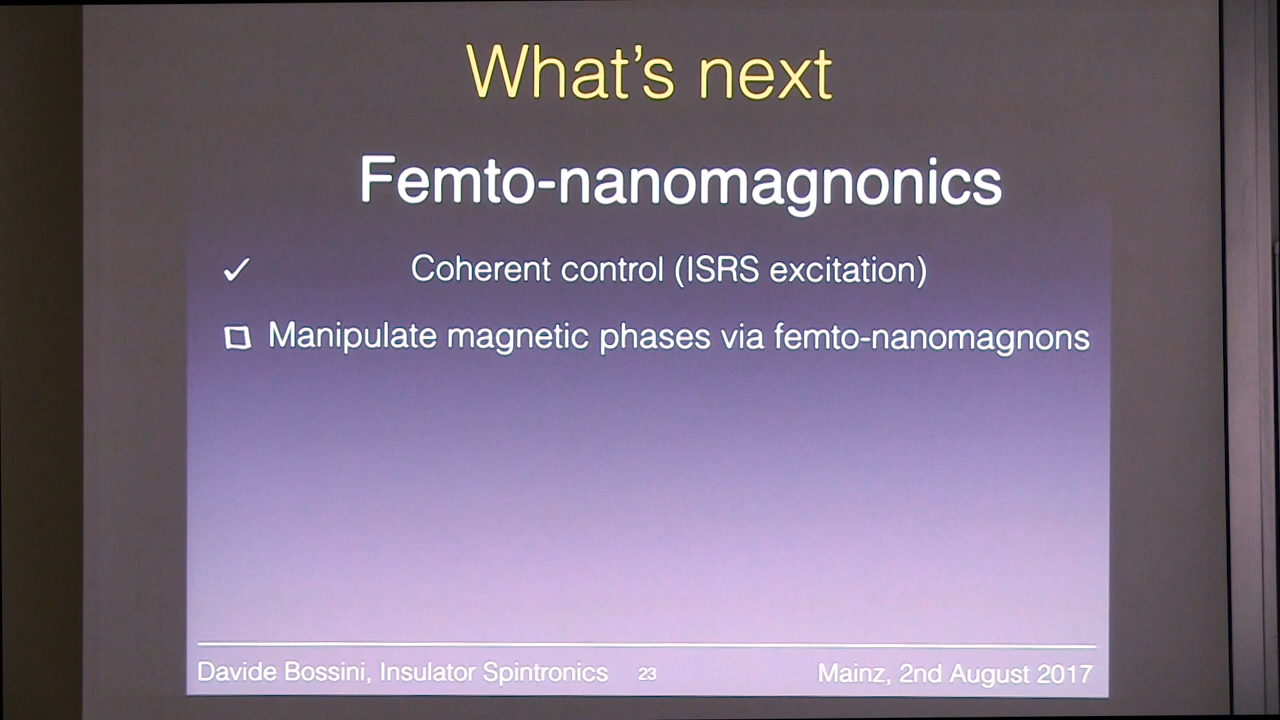 What's next
Femto-nanomagnonics
✓ Coherent control (ISRS excitation)
Manipulate magnetic phases via femto-nanomagnons
Davide Bossini, Insulator Spintronics 23 Mainz, 2nd August 2017